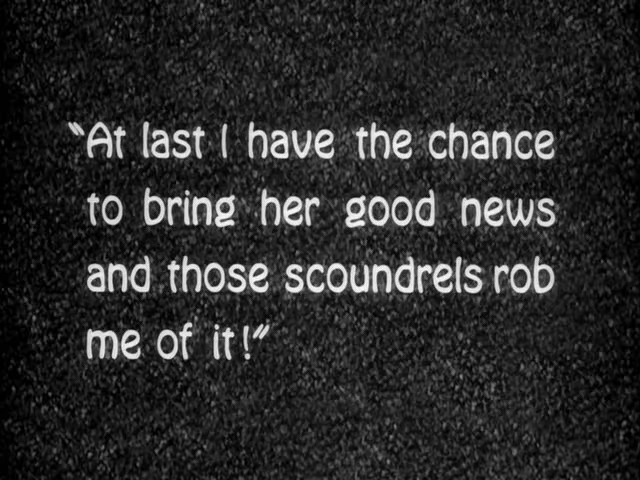 “At last I have the chance
to bring her good news
and those scoundrels rob
me of it!”